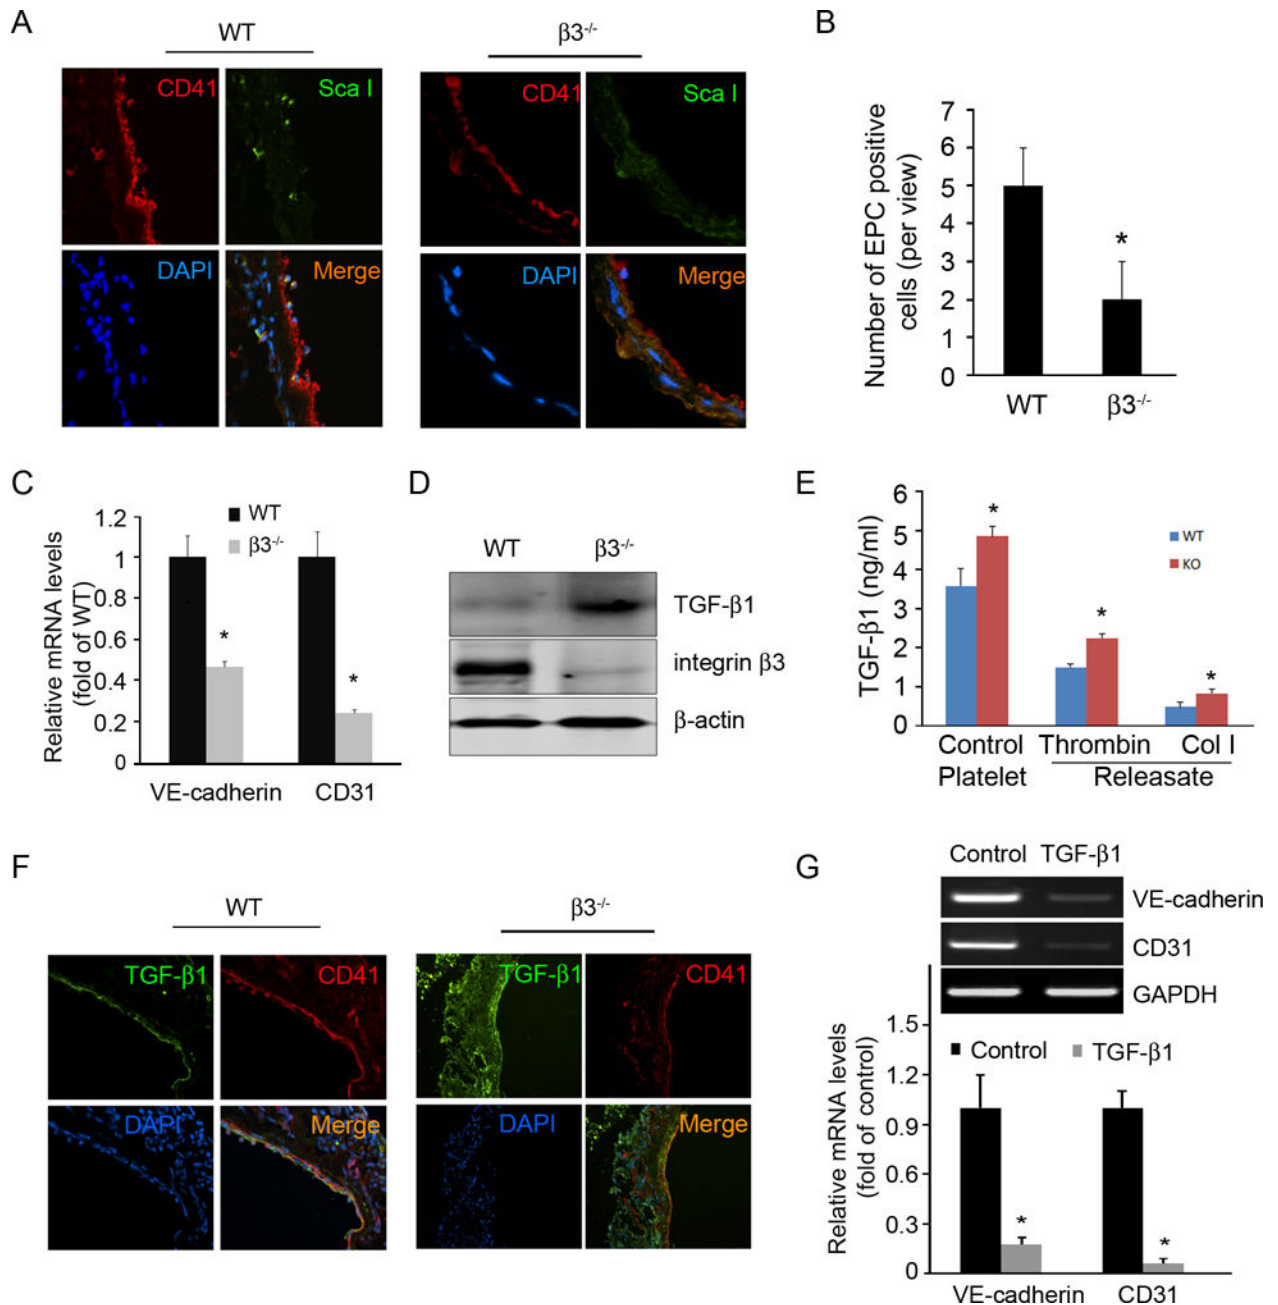 A
WT
β3-/-
CD41
Sca I
CD41
Sca I
DAPI
Merge
DAPI
Merge
B
Number of EPC positive
cells (per view)
7
6
5
4
3
2
1
0
*
WT
β3-/-
C
Relative mRNA levels
(fold of WT)
1.2
1
0.8
0.6
0.4
0.2
0
WT
β3-/-
*
*
VE-cadherin
CD31
D
WT
β3-/-
TGF-β1
integrin β3
β-actin
E
TGF-β1 (ng/ml)
6
5
4
3
2
1
0
*
*
*
WT
KO
Control
Platelet
Thrombin
Col I
Releasate
F
WT
β3-/-
TGF-β1
CD41
TGF-β1
CD41
DAPI
Merge
DAPI
Merge
G
Control
TGF-β1
VE-cadherin
CD31
GAPDH
Relative mRNA levels
(fold of control)
1.5
1.2
0.9
0.6
0.3
0
Control
TGF-β1
*
*
VE-cadherin
CD31